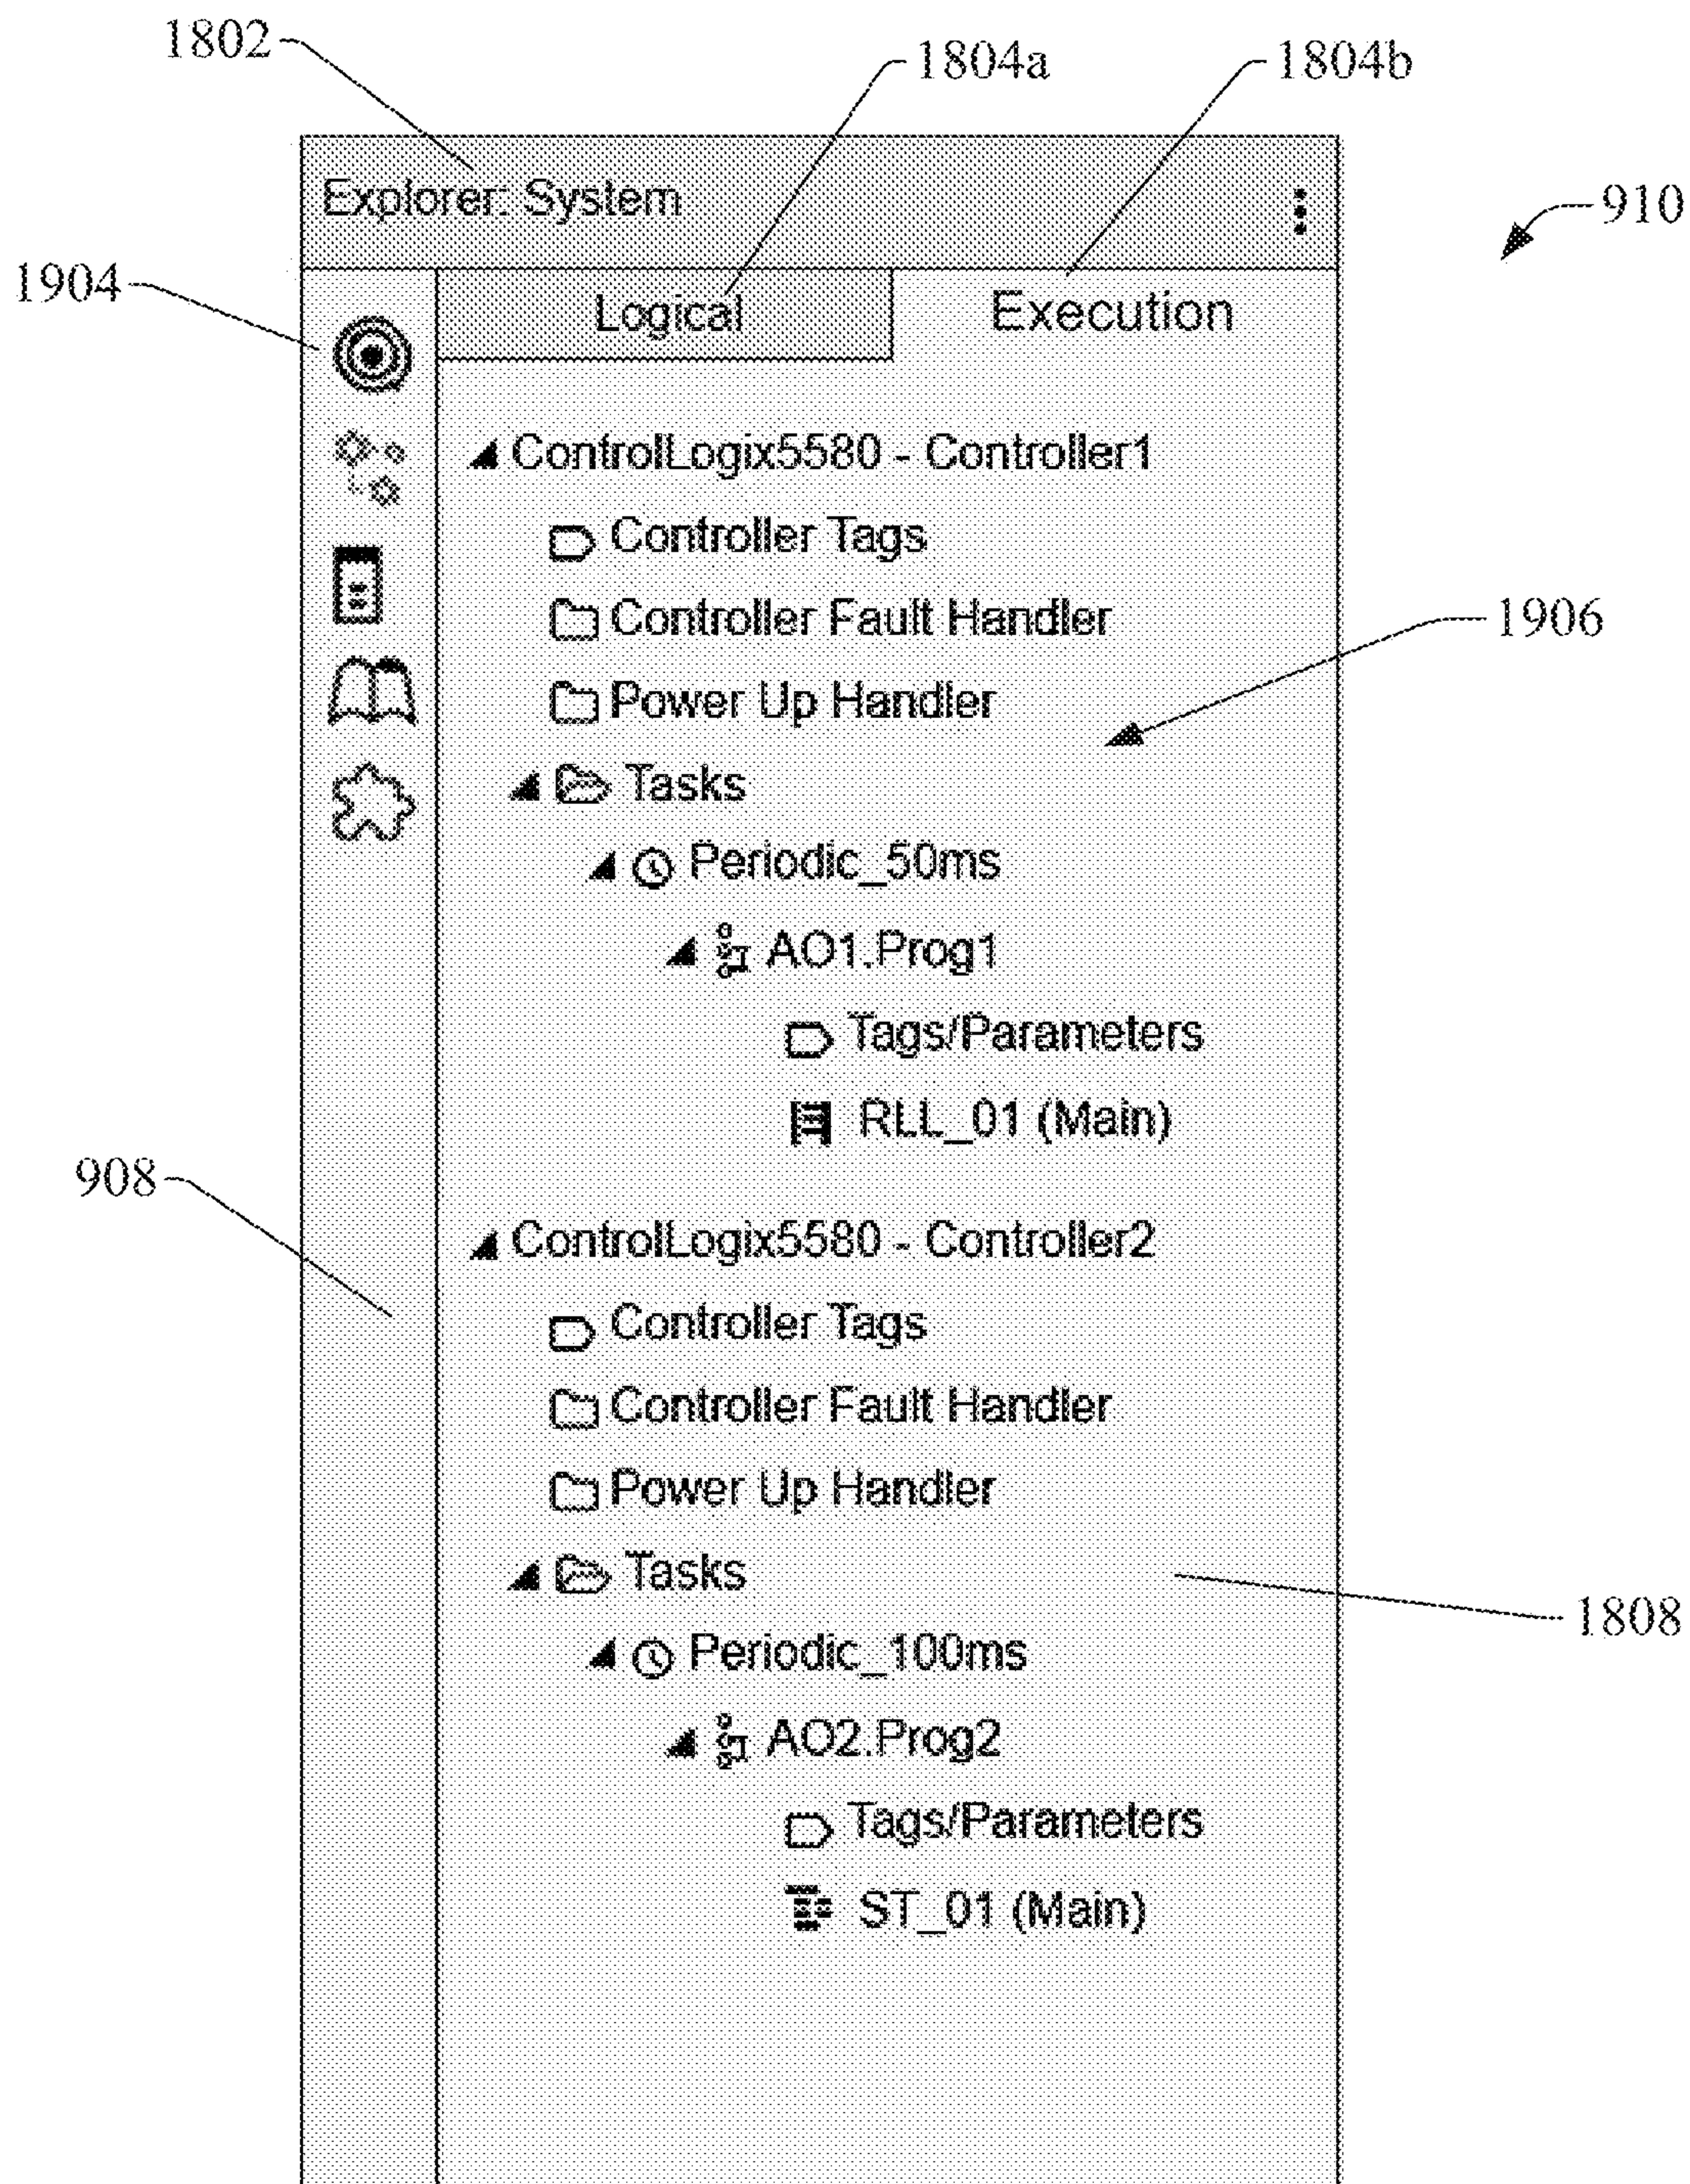 1802
1804a
1804b
Explorer: System
910
1904
Logical
Execution
ControlLogix5580 - Controller1
Controller Tags
Controller Fault Handler
1906
Power Up Handler
Tasks
Periodic_50ms
AO1.Prog1
Tags/Parameters
RLL_01 (Main)
908
ControlLogix5580 - Controller2
Controller Tags
Controller Fault Handler
Power Up Handler
Tasks
1808
Periodic_100ms
AO2.Prog2
Tags/Parameters
ST_01 (Main)